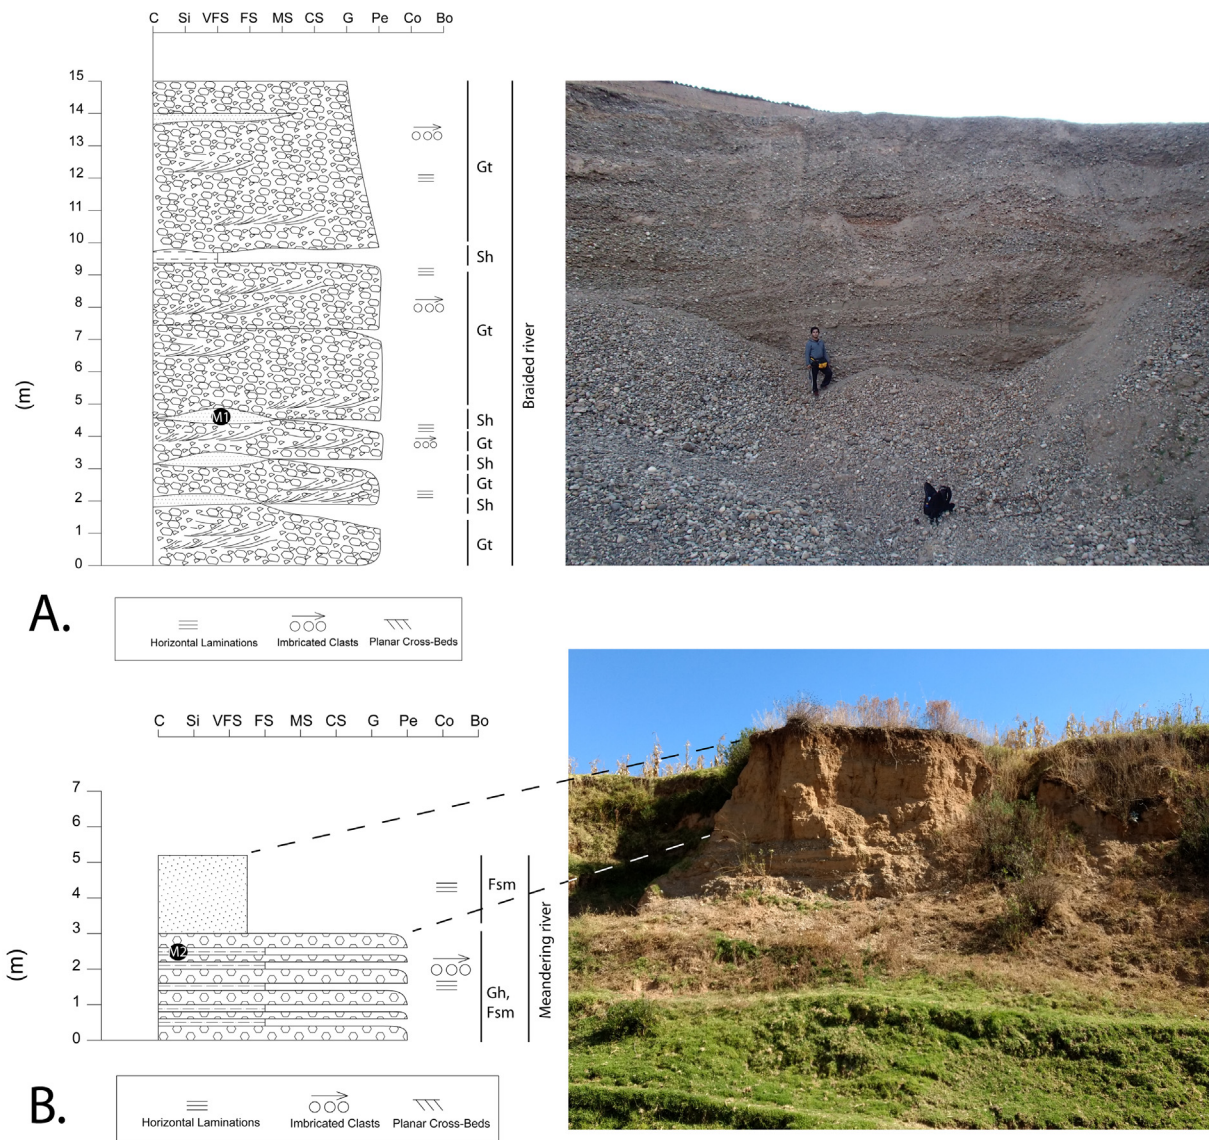 C Si VFS FS MS CS G Pe Co Bo
15
14
13
12
11
10
9
8
7
6
5
4
3
2
1
0
(m)
M1
Gt
Sh
Gt
Sh
Gt
Sh
Gt
Sh
Gt
Braided river
A.
Horizontal Laminations
Imbricated Clasts
Planar Cross-Beds
C Si VFS FS MS CS G Pe Co Bo
7
6
5
4
3
2
1
0
(m)
M2
Fsm
Gh,
Fsm
Meandering river
B.
Horizontal Laminations
Imbricated Clasts
Planar Cross-Beds